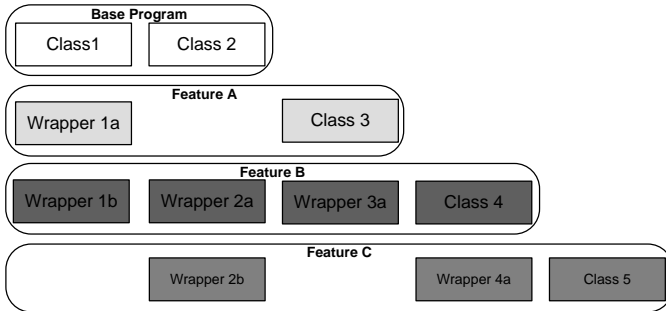 Base Program
Class1 Class 2
Feature A
Wrapper 1a Class 3
Feature B
Wrapper 1b Wrapper 2a Wrapper 3a Class 4
Feature C
Wrapper 2b Wrapper 4a Class 5